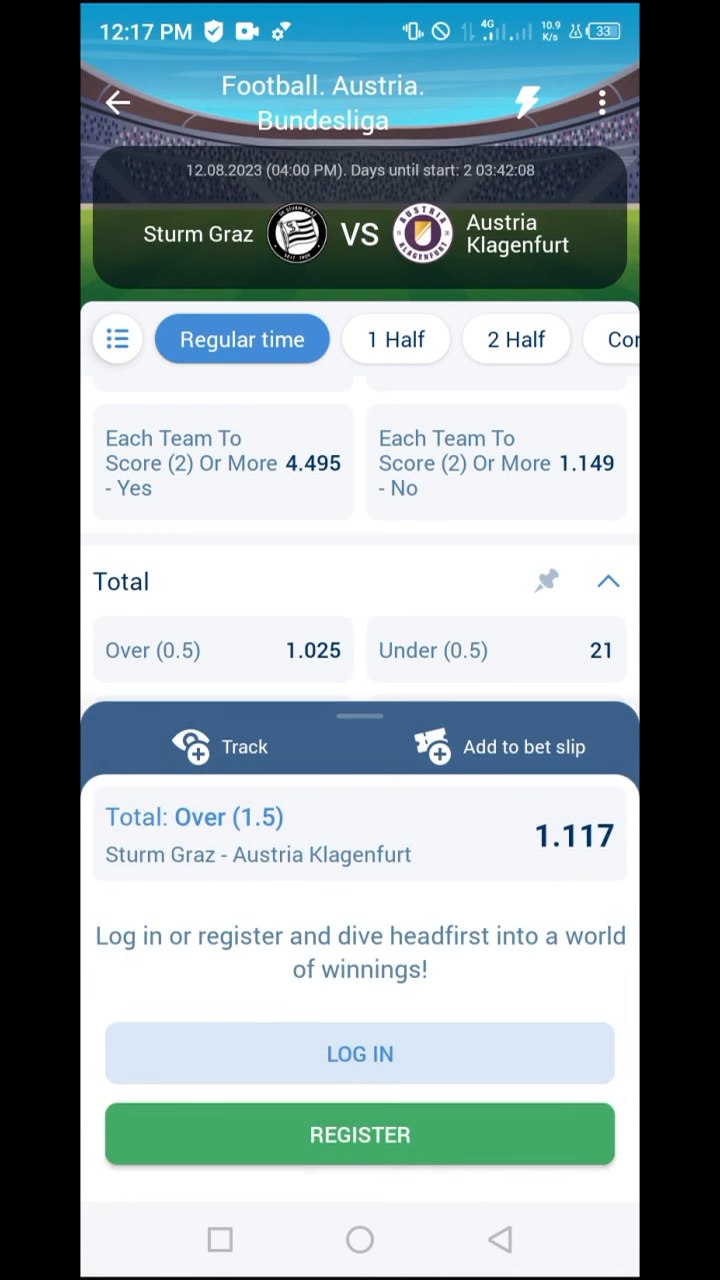 12:17 PM
4G
10.9
K/s
33
Football. Austria.
Bundesliga
12.08.2023 (04:00 PM). Days until start: 2 03:42:08
Sturm Graz
VS
Austria
Klagenfurt
Regular time
1 Half
2 Half
Cor
Each Team To
Score (2) Or More 4.495
- Yes
Each Team To
Score (2) Or More 1.149
- No
Total
Over (0.5) 1.025
Under (0.5) 21
Track
Add to bet slip
Total: Over (1.5)
1.117
Sturm Graz - Austria Klagenfurt
Log in or register and dive headfirst into a world
of winnings!
LOG IN
REGISTER